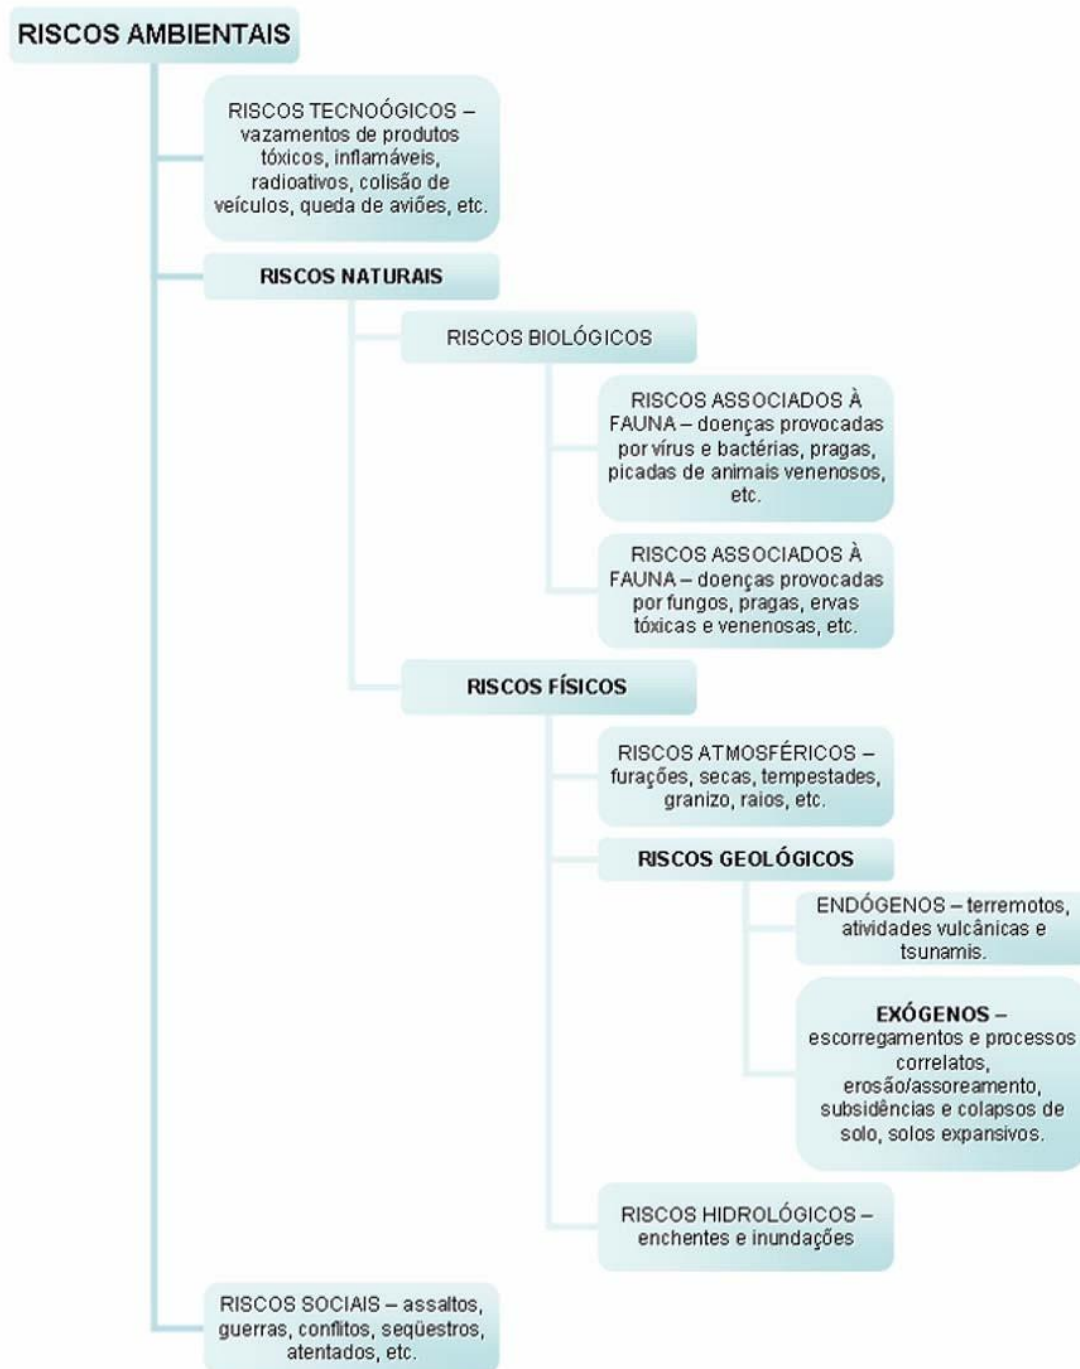 RISCOS AMBIENTAIS
RISCOS TECNOÓGICOS –
vazamentos de produtos
tóxicos, inflamáveis,
radioativos, colisão de
veículos, queda de aviões, etc.
RISCOS NATURAIS
RISCOS BIOLÓGICOS
RISCOS ASSOCIADOS À
FAUNA – doenças provocadas
por vírus e bactérias, pragas,
picadas de animais venenosos,
etc.
RISCOS ASSOCIADOS À
FAUNA – doenças provocadas
por fungos, pragas, ervas
tóxicas e venenosas, etc.
RISCOS FÍSICOS
RISCOS ATMOSFÉRICOS –
furações, secas, tempestades,
granizo, raios, etc.
RISCOS GEOLÓGICOS
ENDÓGENOS – terremotos,
atividades vulcânicas e
tsunamis.
EXÓGENOS –
escorregamentos e processos
correlatos,
erosão/assoreamento,
subsidências e colapsos de
solo, solos expansivos.
RISCOS HIDROLÓGICOS –
enchentes e inundações
RISCOS SOCIAIS – assaltos,
guerras, conflitos, seqüestros,
atentados, etc.